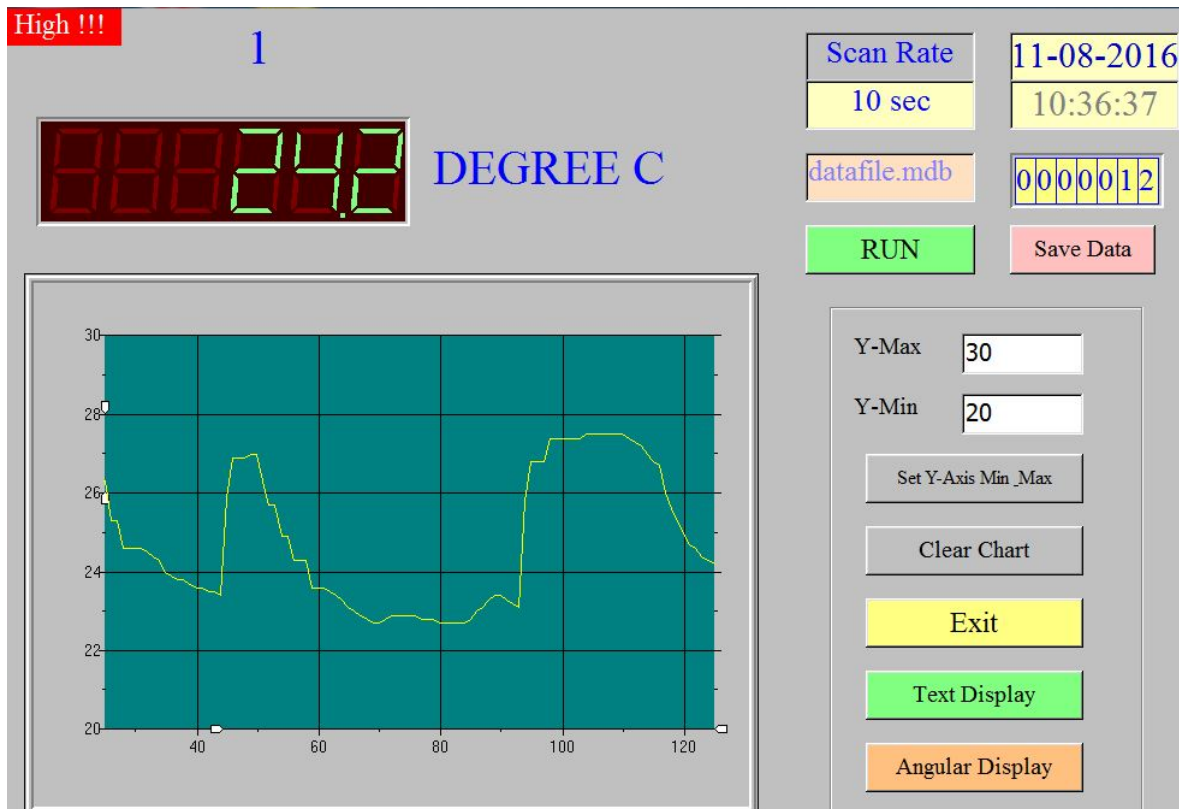 High !!!
1
24.2
DEGREE C
Scan Rate
10 sec
11-08-2016
10:36:37
datafile.mdb
0000012
RUN
Save Data
30
28
26
24
22
20
40
60
80
100
120
Y-Max
30
Y-Min
20
Set Y-Axis Min_Max
Clear Chart
Exit
Text Display
Angular Display